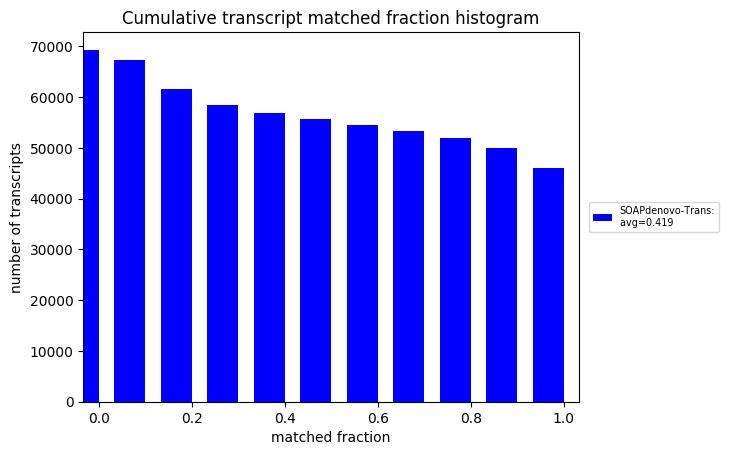 Cumulative transcript matched fraction histogram
70000
60000
50000
40000
30000
20000
10000
0
number of transcripts
0.0 0.2 0.4 0.6 0.8 1.0
matched fraction
SOAPdenovo-Trans:
avg=0.419